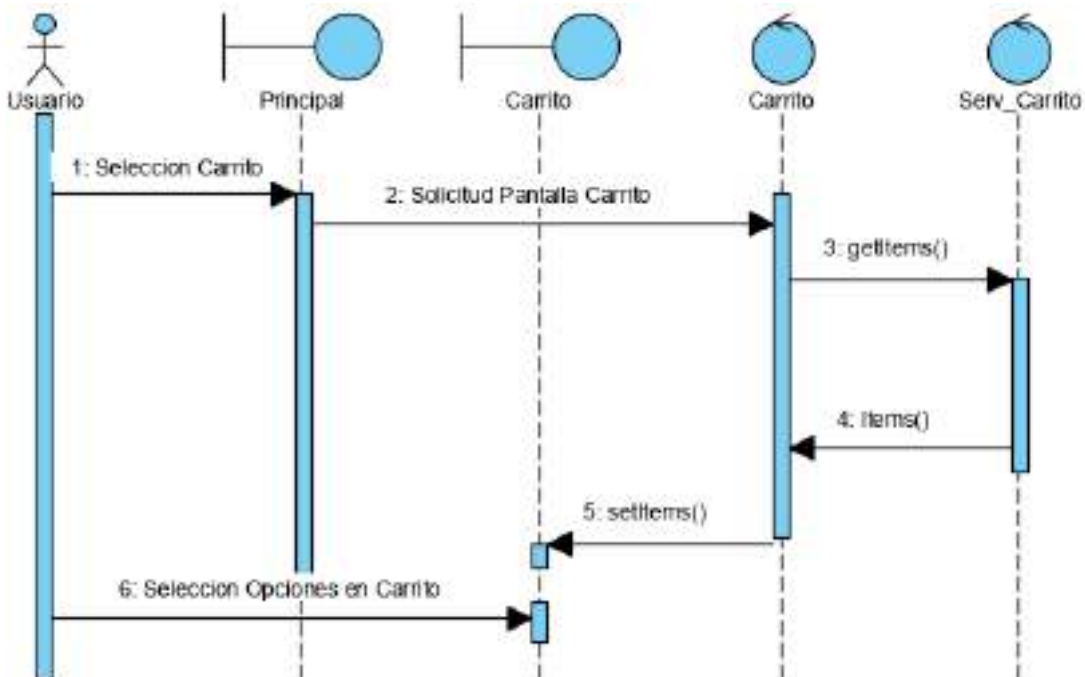 Usuario
Principal
Carrito
Carrito
Serv_Carrito
1: Seleccion Carrito
2: Solicitud Pantalla Carrito
3: getItems()
4: Items()
5: setItems()
6: Seleccion Opciones en Carrito